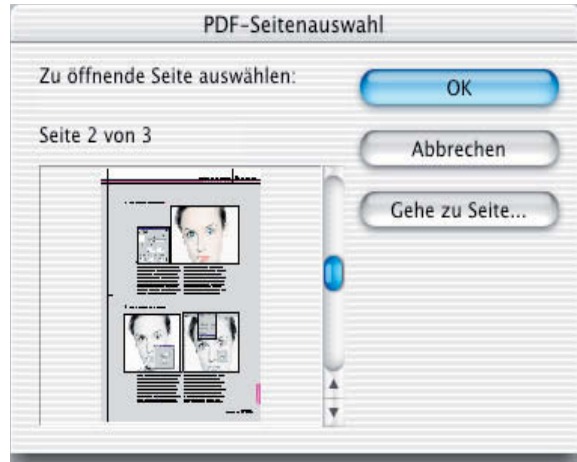 PDF-Seitenauswahl
Zu öffnende Seite auswählen:
OK
Seite 2 von 3
Abbrechen
Gehe zu Seite...